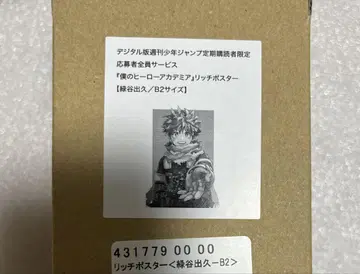 デジタル版週刊少年ジャンプ定期購読者限定
応募者全員サービス
『僕のヒーローアカデミア』リッチポスター
【緑谷出久／B2サイズ】
431779 00 00
リッチポスター<緑谷出久ーB2>